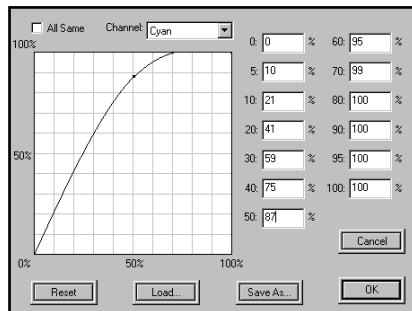 All Same Channel: Cyan
100%
50%
0% 50% 100%
0: 0 %
5: 10 %
10: 21 %
20: 41 %
30: 59 %
40: 75 %
50: 87 %
60: 95 %
70: 99 %
80: 100 %
90: 100 %
95: 100 %
100: 100 %
Cancel
Reset Load... Save As... OK